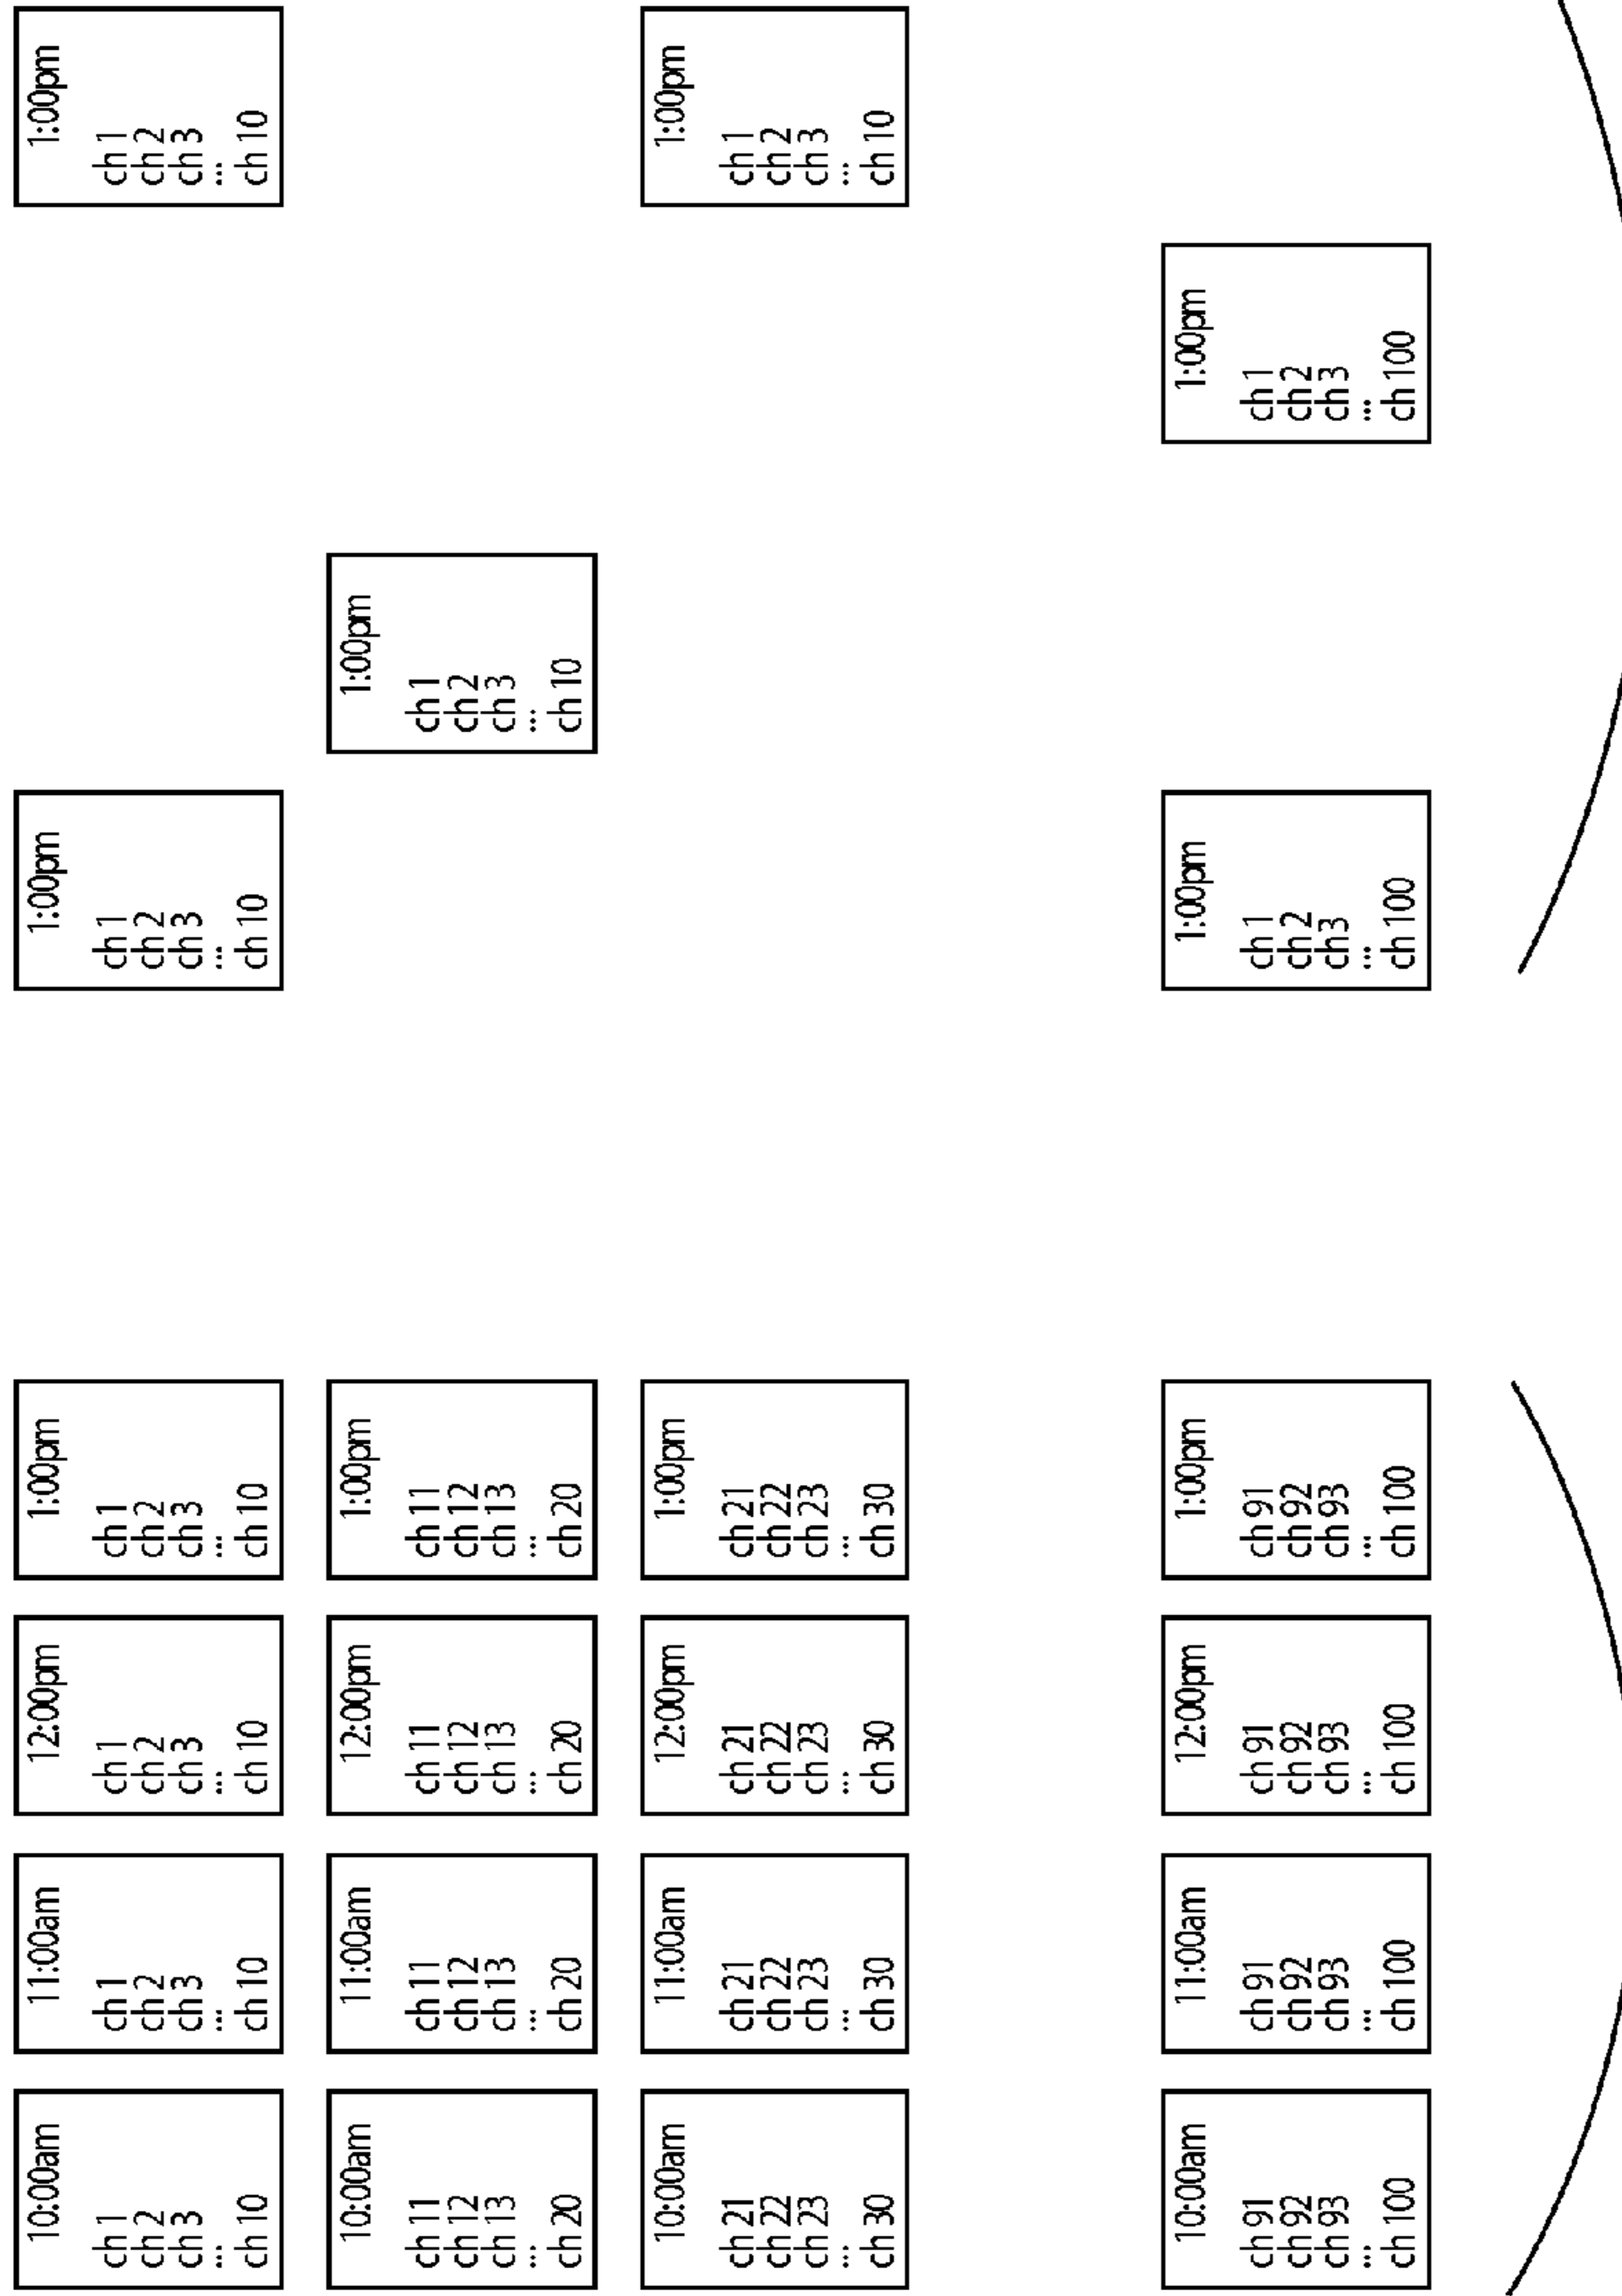 10:00am
ch 1
ch 2
ch 3
...
ch 10
11:00am
ch 1
ch 2
ch 3
...
ch 10
12:00pm
ch 1
ch 2
ch 3
...
ch 10
1:00pm
ch 1
ch 2
ch 3
...
ch 10
1:00pm
ch 1
ch 2
ch 3
...
ch 10
1:00pm
ch 1
ch 2
ch 3
...
ch 10
10:00am
ch 11
ch 12
ch 13
...
ch 20
11:00am
ch 11
ch 12
ch 13
...
ch 20
12:00pm
ch 11
ch 12
ch 13
...
ch 20
1:00pm
ch 11
ch 12
ch 13
...
ch 20
1:00pm
ch 1
ch 2
ch 3
...
ch 10
10:00am
ch 21
ch 22
ch 23
...
ch 30
11:00am
ch 21
ch 22
ch 23
...
ch 30
12:00pm
ch 21
ch 22
ch 23
...
ch 30
1:00pm
ch 21
ch 22
ch 23
...
ch 30
1:00pm
ch 1
ch 2
ch 3
...
ch 10
10:00am
ch 91
ch 92
ch 93
...
ch 100
11:00am
ch 91
ch 92
ch 93
...
ch 100
12:00pm
ch 91
ch 92
ch 93
...
ch 100
1:00pm
ch 91
ch 92
ch 93
...
ch 100
1:00pm
ch 1
ch 2
ch 3
...
ch 100
1:00pm
ch 1
ch 2
ch 3
...
ch 100